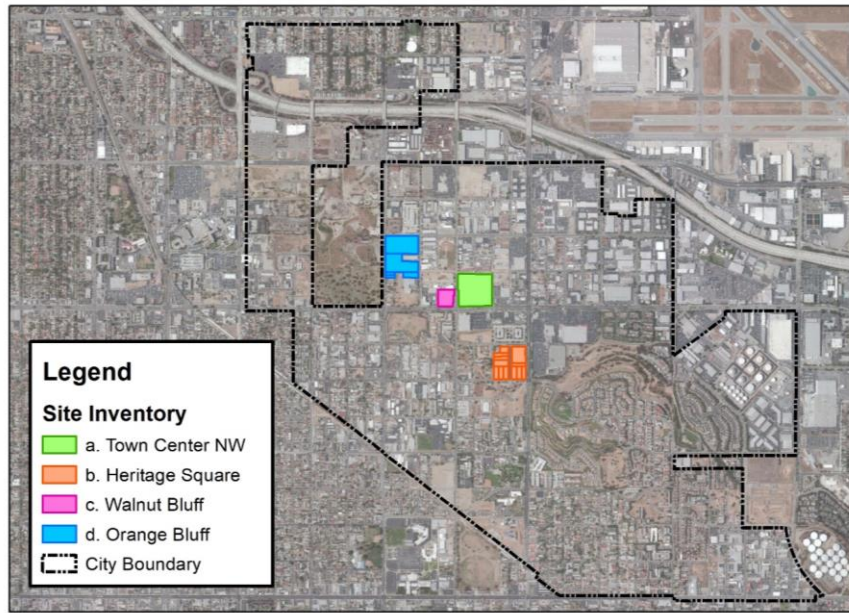 Legend
Site Inventory
a. Town Center NW
b. Heritage Square
c. Walnut Bluff
d. Orange Bluff
City Boundary